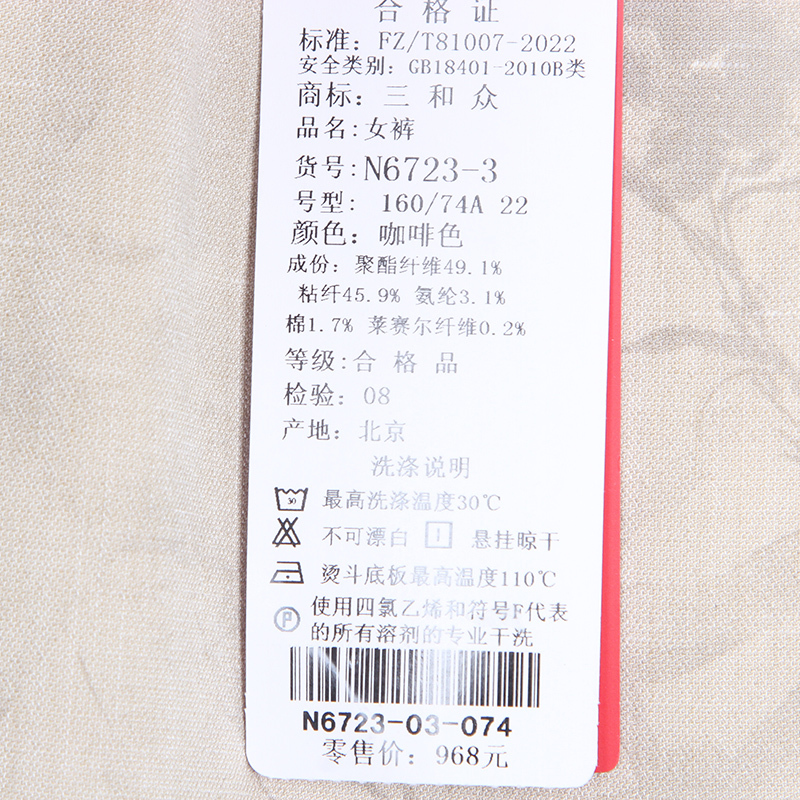 合格证
标准：FZ/T81007-2022
安全类别：GB18401-2010B类
商标：三和众
品名：女裤
货号：N6723-3
号型：160/74A 22
颜色：咖啡色
成份：聚酯纤维49.1%
粘纤45.9% 氨纶3.1%
棉1.7% 莱赛尔纤维0.2%
等级：合格品
检验：08
产地：北京
洗涤说明
30 最高洗涤温度30℃
不可漂白 悬挂晾干
烫斗底板最高温度110℃
P 使用四氯乙烯和符号F代表
的所有溶剂的专业干洗
N6723-03-074
零售价：968元